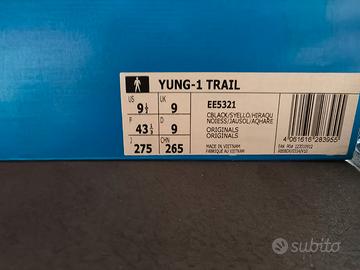 YUNG-1 TRAIL
US 9½ UK 9
F 43⅓ D 9
J 275 CHN 265
EE5321
CBLACK/SYELLO/HIRAQU
NOIESS/JAUSOL/AQHARE
ORIGINALS
ORIGINALS
MADE IN VIETNAM
FABRIQUE AU VIETNAM
4 061616 283955
subito